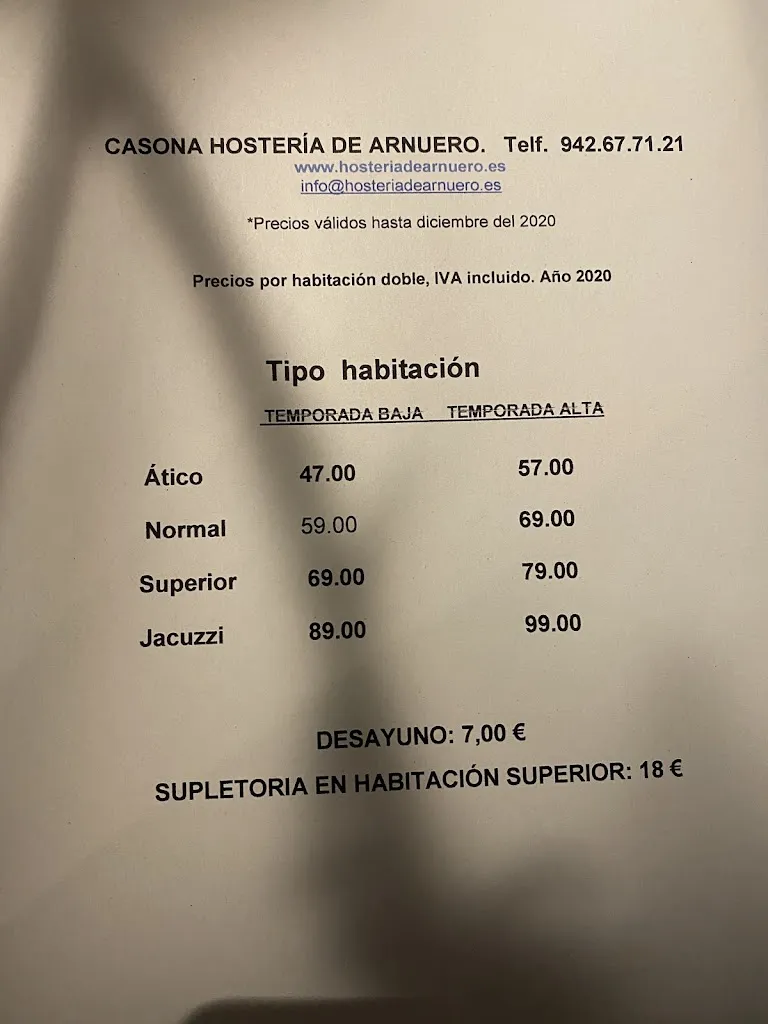 CASONA HOSTERÍA DE ARNUERO. Telf. 942.67.71.21
www.hosteriadearnuero.es
info@hosteriadearnuero.es
*Precios válidos hasta diciembre del 2020
Precios por habitación doble, IVA incluido. Año 2020
Tipo habitación
TEMPORADA BAJA TEMPORADA ALTA
Ático 47.00 57.00
Normal 59.00 69.00
Superior 69.00 79.00
Jacuzzi 89.00 99.00
DESAYUNO: 7,00 €
SUPLETORIA EN HABITACIÓN SUPERIOR: 18 €